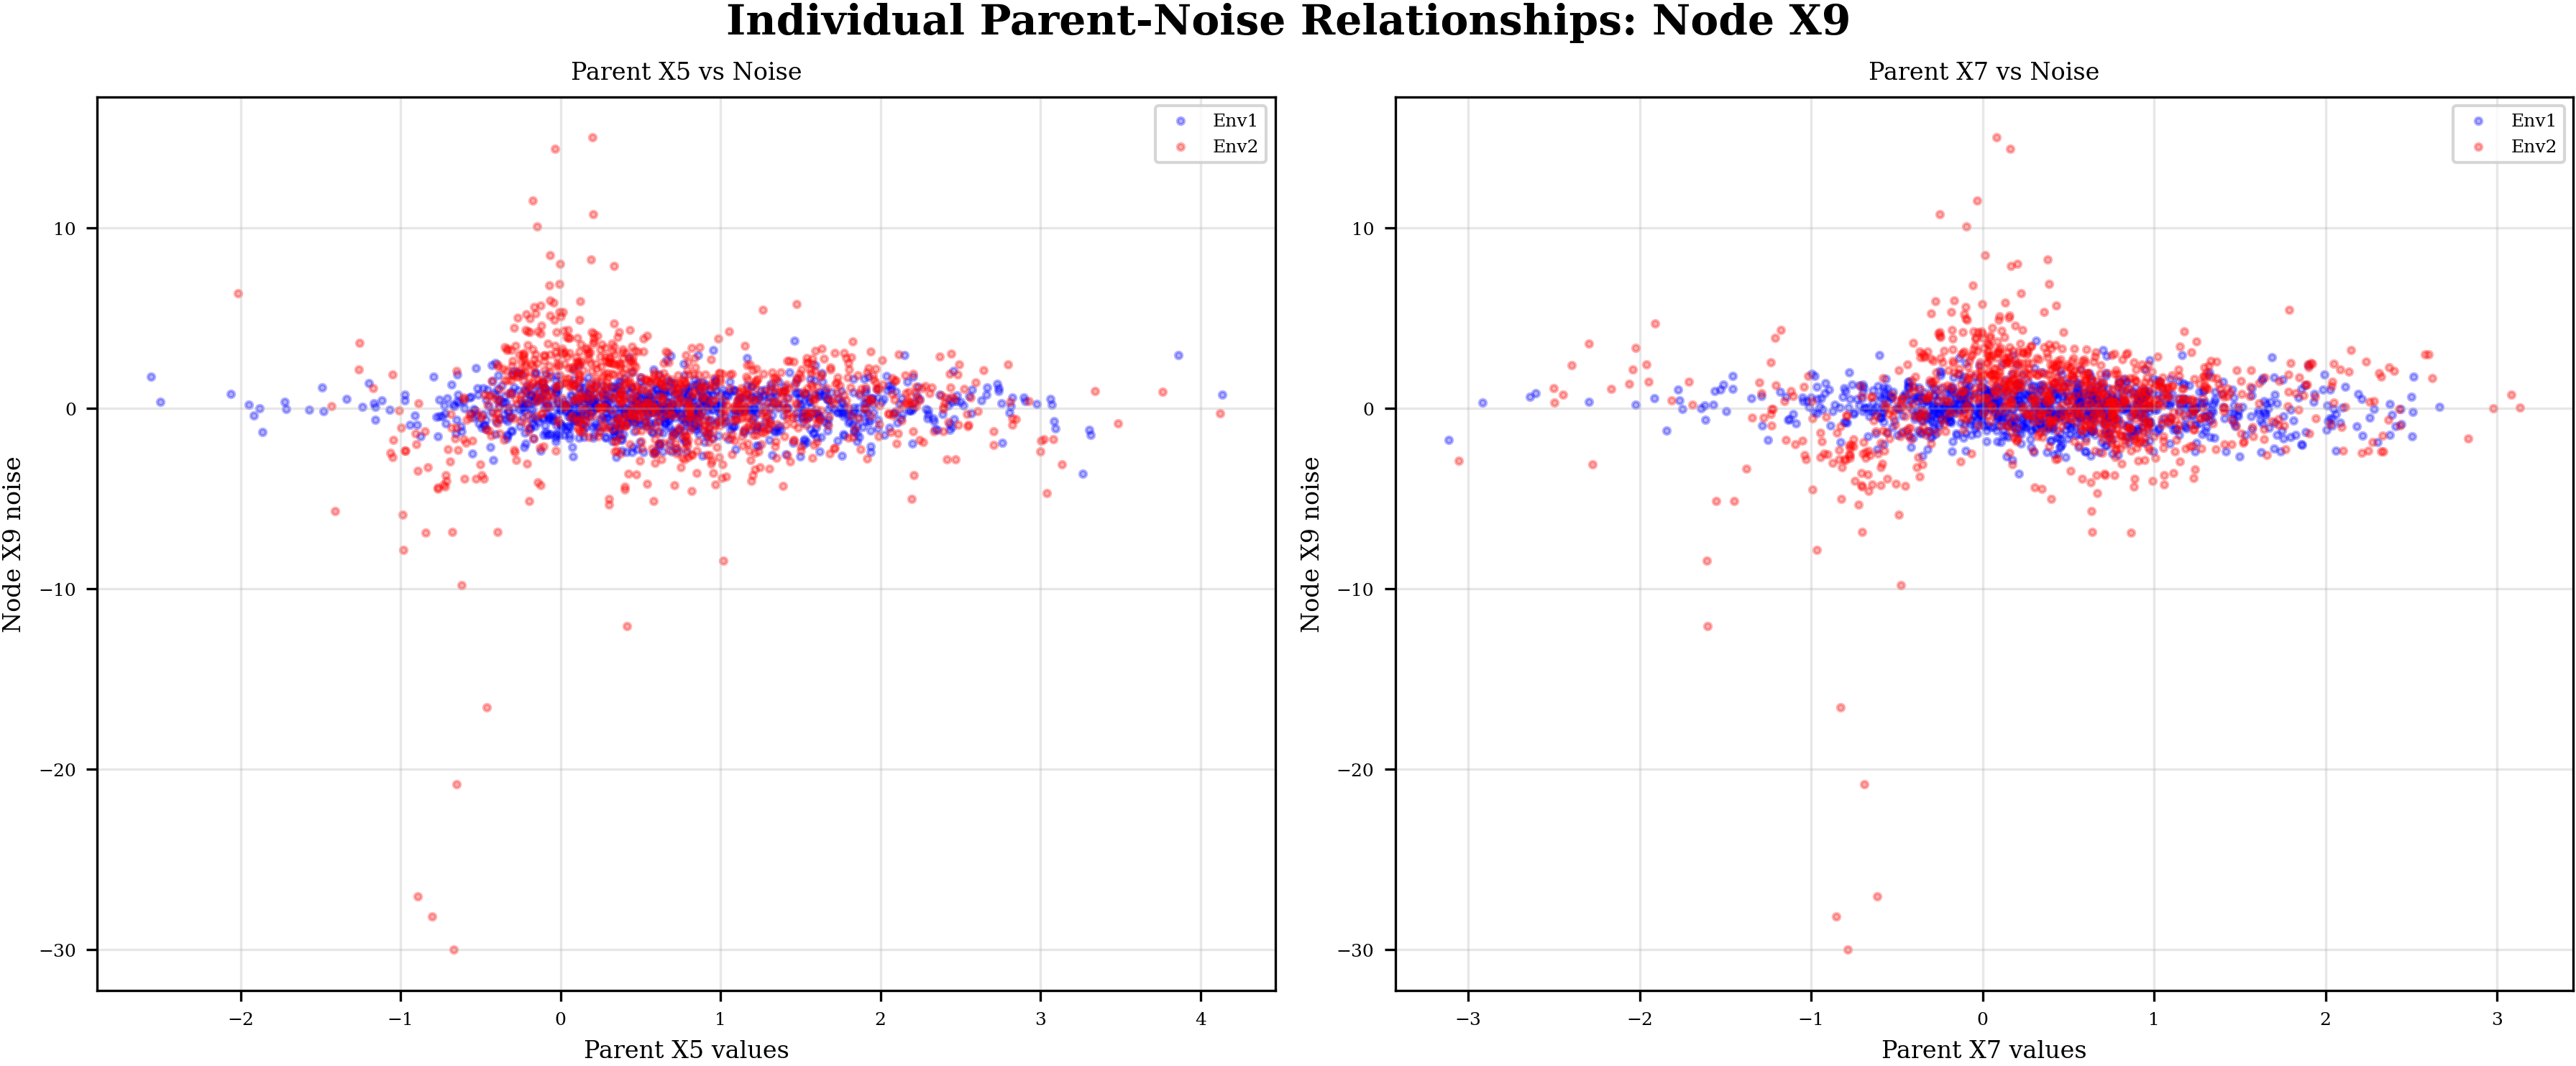 Individual Parent-Noise Relationships: Node X9
Parent X5 vs Noise
Env1
Env2
10
0
−10
−20
−30
Node X9 noise
−2 −1 0 1 2 3 4
Parent X5 values
Parent X7 vs Noise
Env1
Env2
10
0
−10
−20
−30
Node X9 noise
−3 −2 −1 0 1 2 3
Parent X7 values